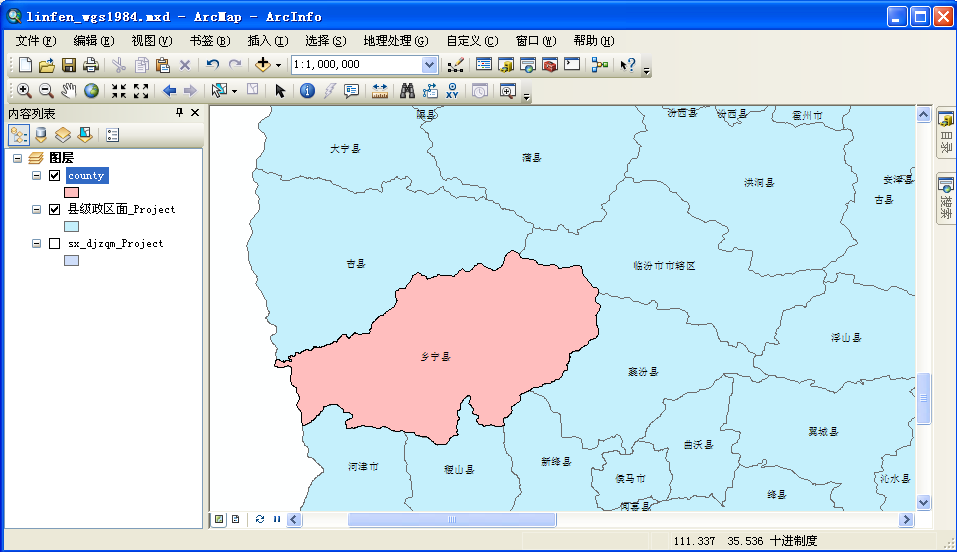 linfen_wgs1984.mxd - ArcMap - ArcInfo
文件(F) 编辑(E) 视图(V) 书签(B) 插入(I) 选择(S) 地理处理(G) 自定义(C) 窗口(W) 帮助(H)
1:1,000,000
内容列表
图层
county
县级政区面_Project
sx_djzqm_Project
隰县
汾西县
汾西县
霍州市
大宁县
蒲县
洪洞县
安泽县
古县
吉县
临汾市市辖区
浮山县
乡宁县
襄汾县
翼城县
曲沃县
河津市
稷山县
新绛县
侯马市
沁水县
绛县
闻喜县
目录
搜索
111.337 35.536 十进制度